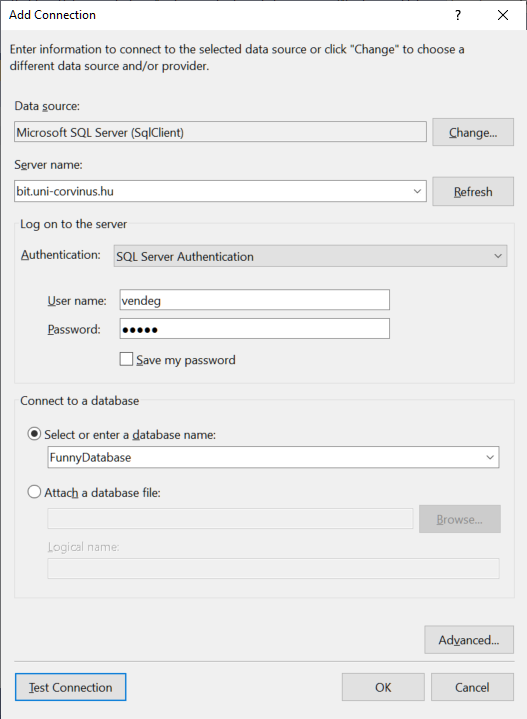 Add Connection
?
Enter information to connect to the selected data source or click "Change" to choose a
different data source and/or provider.
Data source:
Microsoft SQL Server (SqlClient)
Change...
Server name:
bit.uni-corvinus.hu
Refresh
Log on to the server
Authentication:
SQL Server Authentication
User name:
vendeg
Password:
●●●●●
Save my password
Connect to a database
Select or enter a database name:
FunnyDatabase
Attach a database file:
Browse...
Logical name:
Advanced...
Test Connection
OK
Cancel